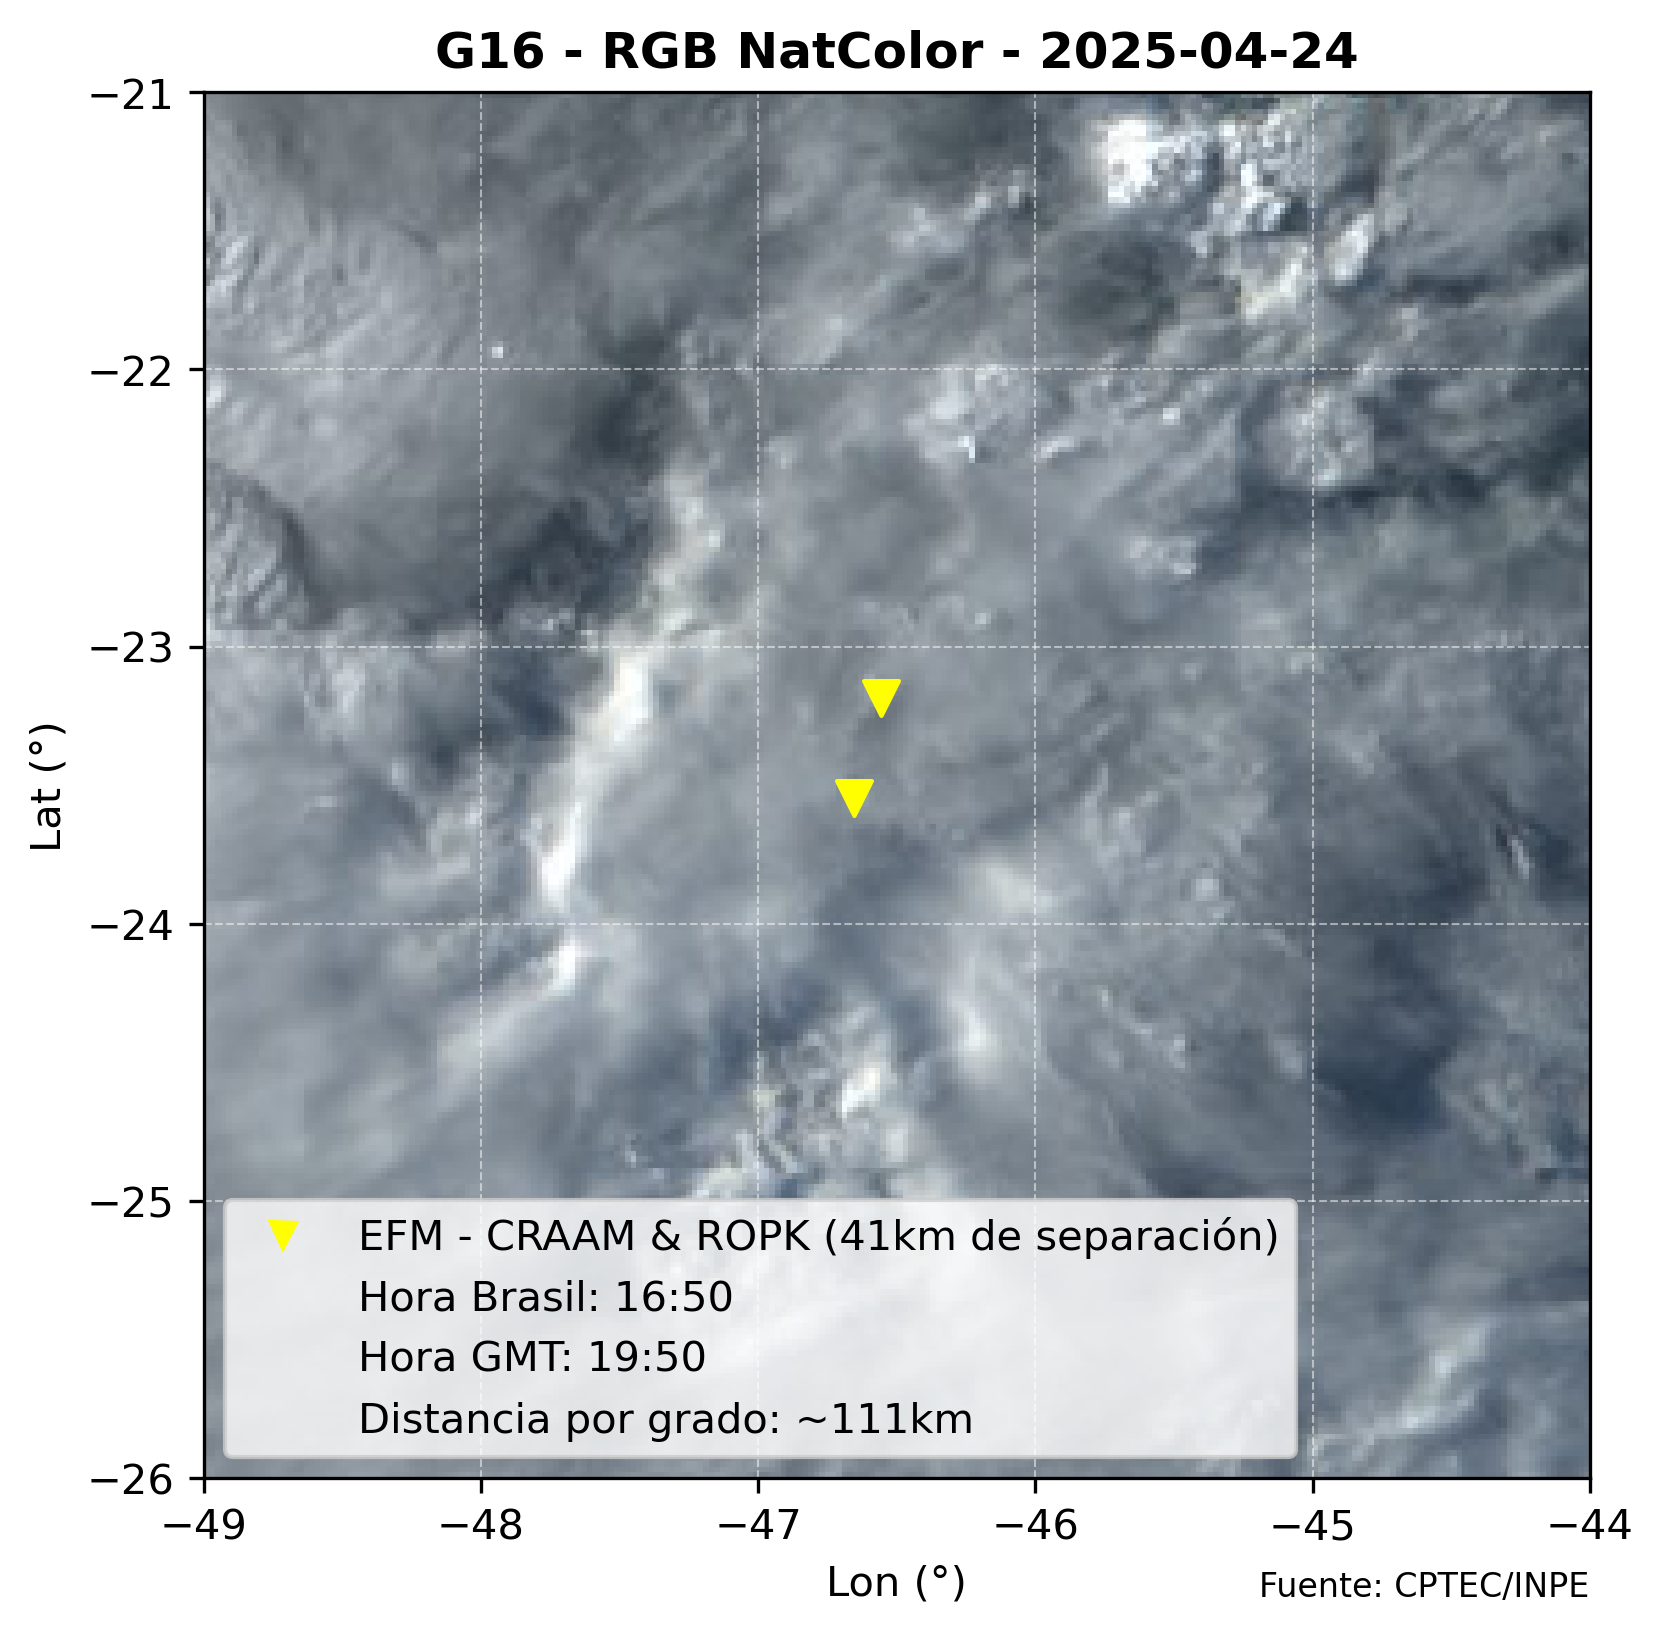 G16 - RGB NatColor - 2025-04-24
−21
−22
−23
−24
−25
−26
Lat (°)
EFM - CRAAM & ROPK (41km de separación)
Hora Brasil: 16:50
Hora GMT: 19:50
Distancia por grado: ~111km
−49 −48 −47 −46 −45 −44
Lon (°)
Fuente: CPTEC/INPE